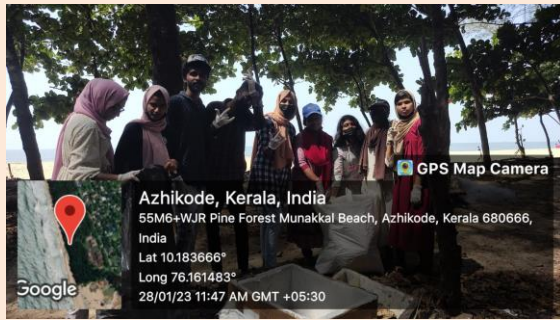 GPS Map Camera
Azhikode, Kerala, India
55M6+WJR Pine Forest Munakkal Beach, Azhikode, Kerala 680666,
India
Lat 10.183666°
Long 76.161483°
28/01/23 11:47 AM GMT +05:30
Google